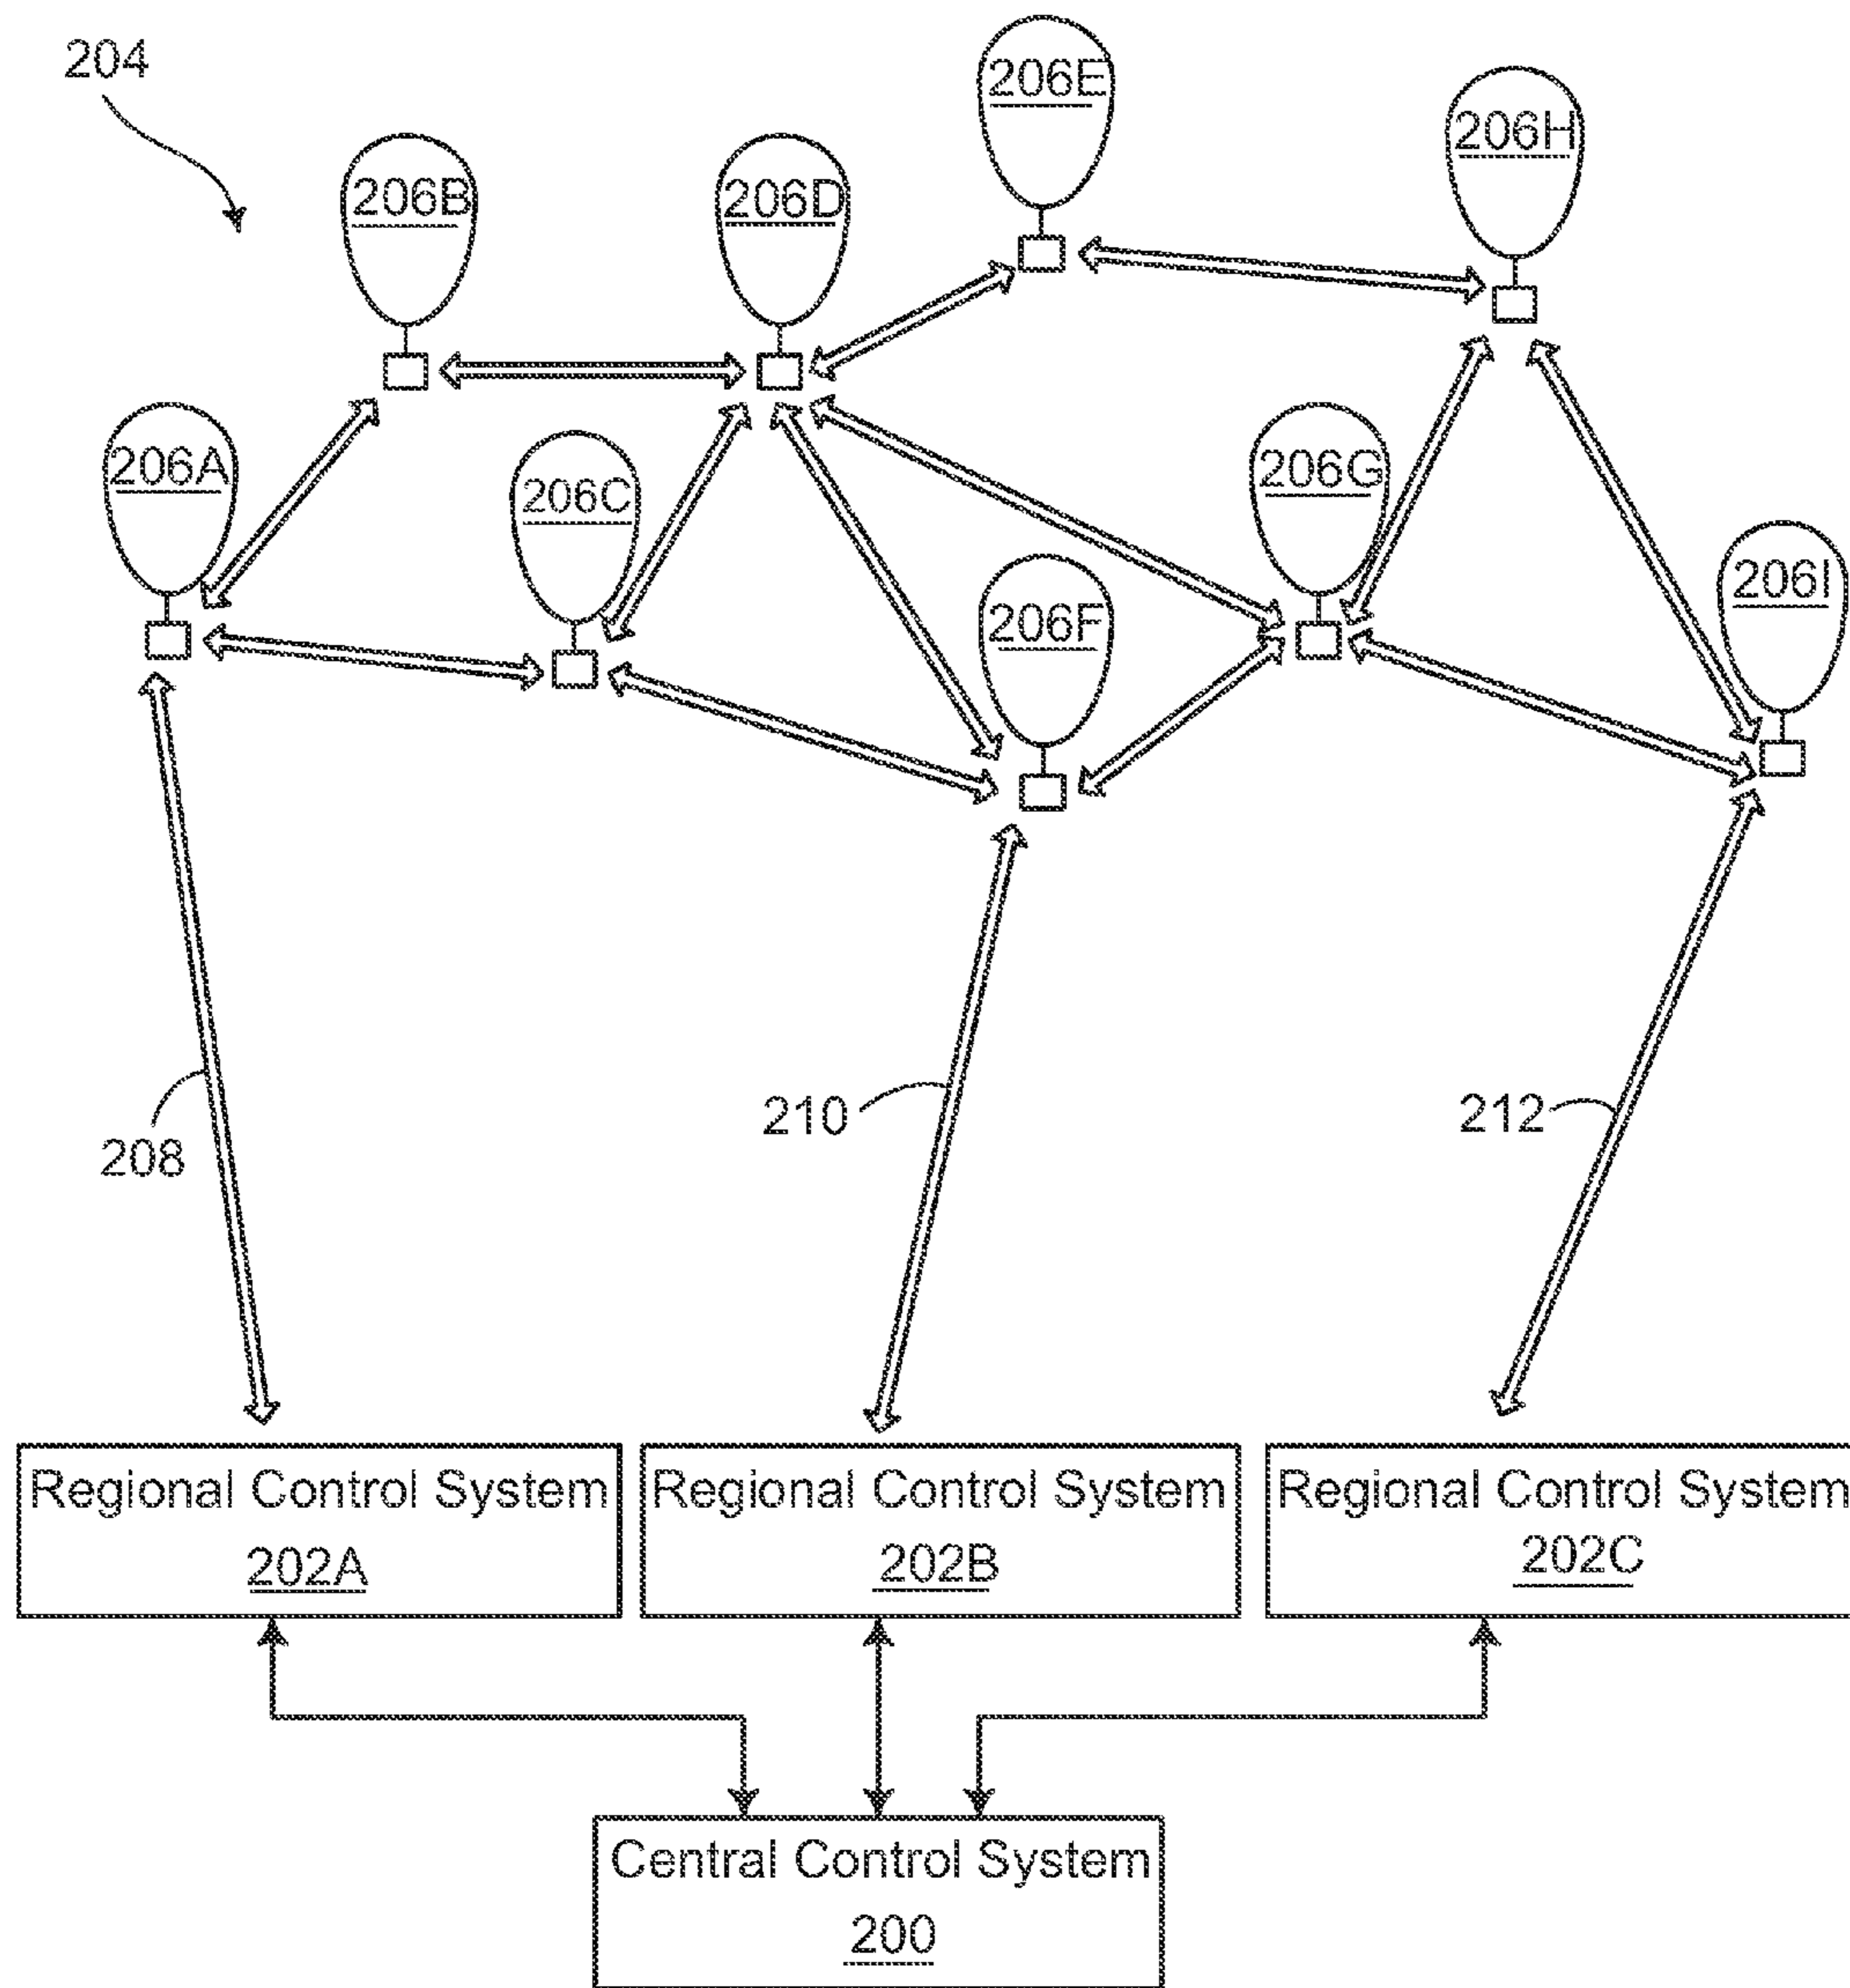 204
206E
206H
206B
206D
206A
206C
206G
206F
206I
208
210
212
Regional Control System
202A
Regional Control System
202B
Regional Control System
202C
Central Control System
200